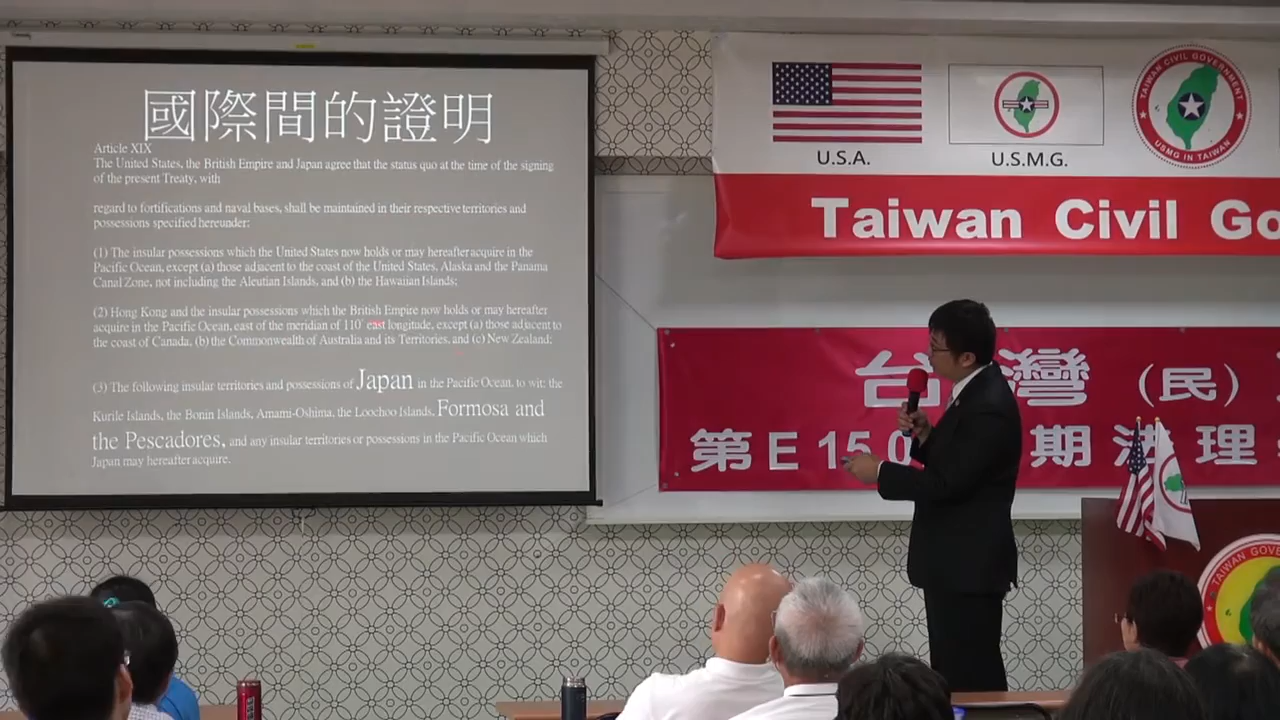 國際間的證明
Article XIX
The United States, the British Empire and Japan agree that the status quo at the time of the signing
of the present Treaty, with
regard to fortifications and naval bases, shall be maintained in their respective territories and
possessions specified hereunder:
(1) The insular possessions which the United States now holds or may hereafter acquire in the
Pacific Ocean, except (a) those adjacent to the coast of the United States, Alaska and the Panama
Canal Zone, not including the Aleutian Islands, and (b) the Hawaiian Islands;
(2) Hong Kong and the insular possessions which the British Empire now holds or may hereafter
acquire in the Pacific Ocean, east of the meridian of 110° east longitude, except (a) those adjacent to
the coast of Canada, (b) the Commonwealth of Australia and its Territories, and (c) New Zealand;
(3) The following insular territories and possessions of Japan in the Pacific Ocean, to wit: the
Kurile Islands, the Bonin Islands, Amami-Oshima, the Loochoo Islands, Formosa and
the Pescadores, and any insular territories or possessions in the Pacific Ocean which
Japan may hereafter acquire.
U.S.A.
U.S.M.G.
TAIWAN CIVIL GOVERNMENT
USMG IN TAIWAN
Taiwan Civil Go
台灣(民)
第E150期法理
TAIWAN GOVERN